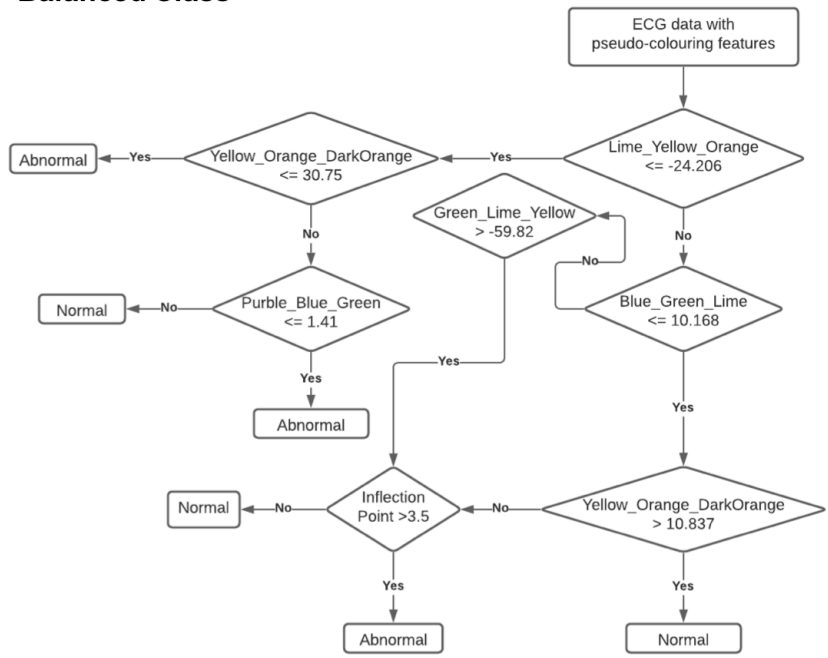 Balanced Class
ECG data with
pseudo-colouring features
Lime_Yellow_Orange
<= -24.206
Yes
Yellow_Orange_DarkOrange
<= 30.75
Yes
Abnormal
No
Green_Lime_Yellow
> -59.82
No
No
Purble_Blue_Green
<= 1.41
No
Normal
Blue_Green_Lime
<= 10.168
Yes
Yes
Abnormal
Yes
Inflection
Point >3.5
No
Normal
No
Yellow_Orange_DarkOrange
> 10.837
Yes
Yes
Abnormal
Normal